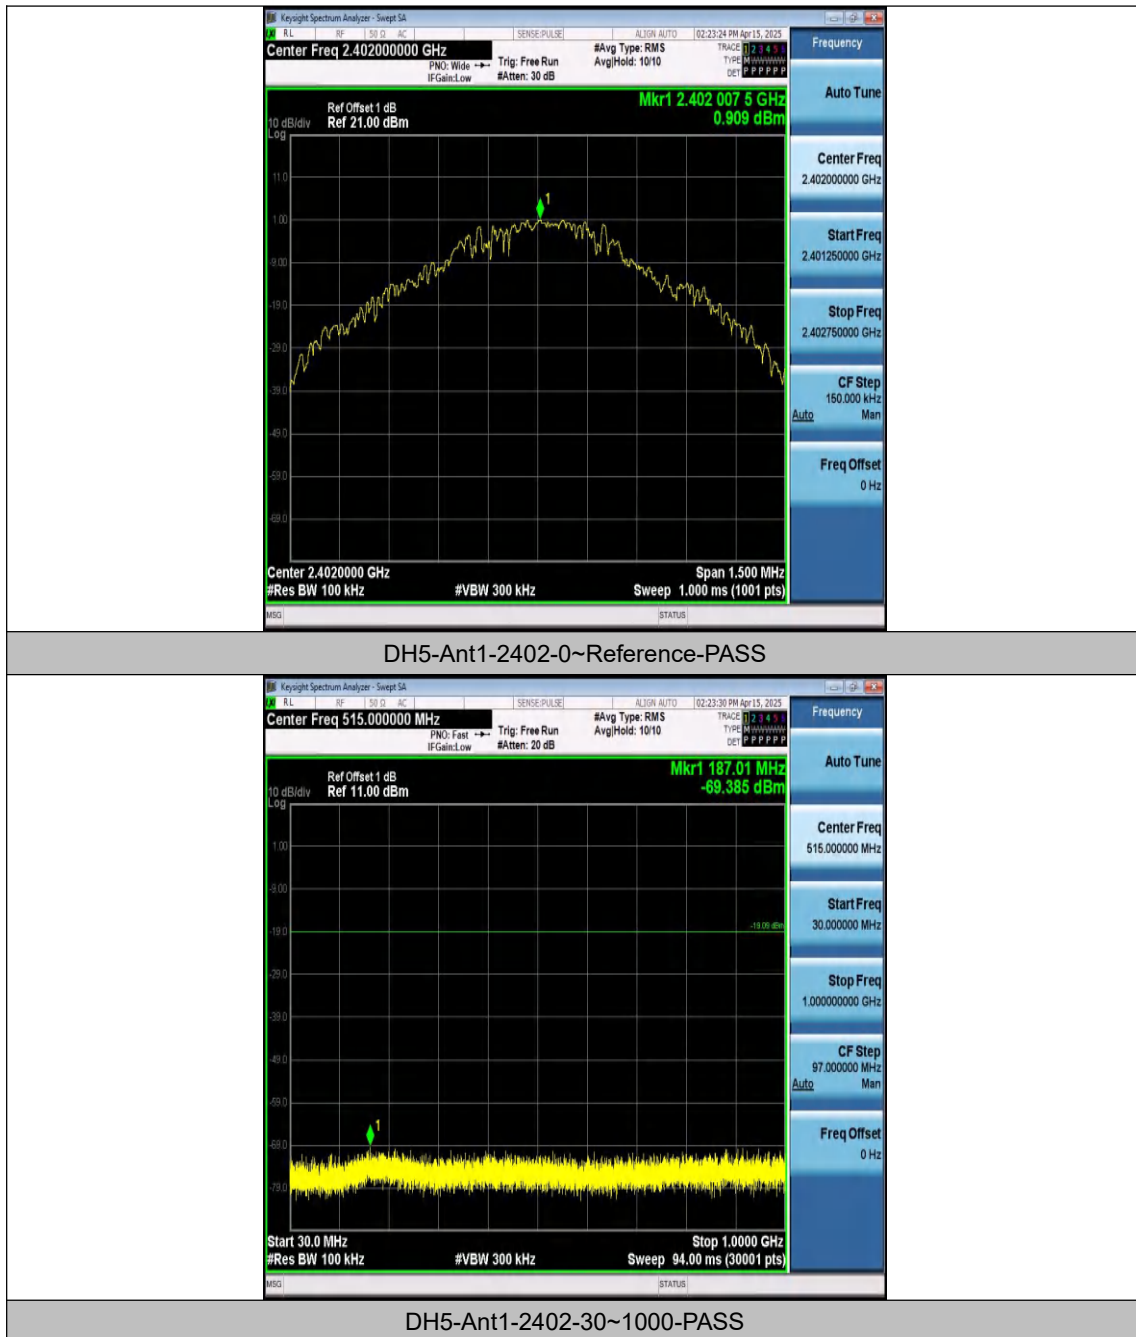 Keysight Spectrum Analyzer - Swept SA
RL RF 50 Ω AC SENSE:PULSE ALIGN AUTO 02:23:24 PM Apr 15, 2025
Center Freq 2.402000000 GHz #Avg Type: RMS TRACE 1 2 3 4 5 6
PNO: Wide Trig: Free Run Avg|Hold: 10/10 TYPE M WWWWW
IFGain:Low #Atten: 30 dB DET P P P P P P
Mkr1 2.402 007 5 GHz
0.909 dBm
Ref Offset 1 dB
10 dB/div Ref 21.00 dBm
Log
11.0
1
1.00
-9.00
-19.0
-29.0
-39.0
-49.0
-59.0
-69.0
Center 2.4020000 GHz Span 1.500 MHz
#Res BW 100 kHz #VBW 300 kHz Sweep 1.000 ms (1001 pts)
MSG STATUS
Frequency
Auto Tune
Center Freq
2.402000000 GHz
Start Freq
2.401250000 GHz
Stop Freq
2.402750000 GHz
CF Step
150.000 kHz
Auto Man
Freq Offset
0 Hz
DH5-Ant1-2402-0~Reference-PASS
Keysight Spectrum Analyzer - Swept SA
RL RF 50 Ω AC SENSE:PULSE ALIGN AUTO 02:23:30 PM Apr 15, 2025
Center Freq 515.000000 MHz #Avg Type: RMS TRACE 1 2 3 4 5 6
PNO: Fast Trig: Free Run Avg|Hold: 10/10 TYPE M WWWWW
IFGain:Low #Atten: 20 dB DET P P P P P P
Mkr1 187.01 MHz
-69.385 dBm
Ref Offset 1 dB
10 dB/div Ref 11.00 dBm
Log
1.00
-9.00
-19.0
-19.09 dBm
-29.0
-39.0
-49.0
-59.0
1
-69.0
-79.0
Start 30.0 MHz Stop 1.0000 GHz
#Res BW 100 kHz #VBW 300 kHz Sweep 94.00 ms (30001 pts)
MSG STATUS
Frequency
Auto Tune
Center Freq
515.000000 MHz
Start Freq
30.000000 MHz
Stop Freq
1.000000000 GHz
CF Step
97.000000 MHz
Auto Man
Freq Offset
0 Hz
DH5-Ant1-2402-30~1000-PASS